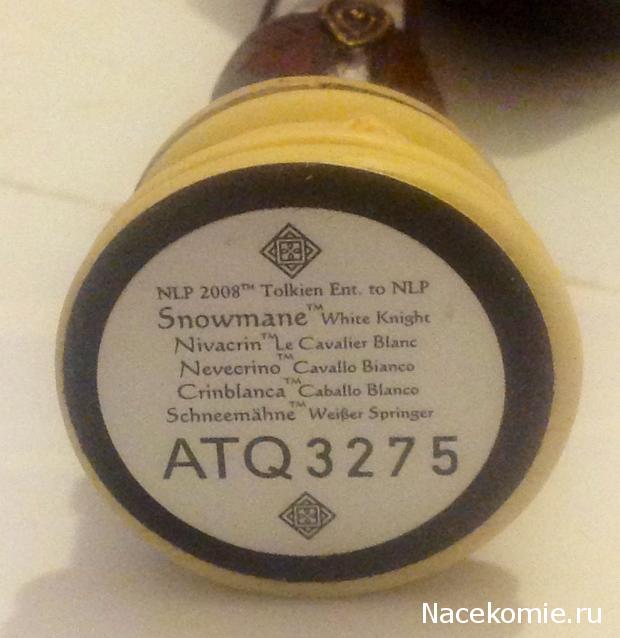 NLP 2008™ Tolkien Ent. to NLP
Snowmane™ White Knight
Nivacrin™ Le Cavalier Blanc
Nevecrino™ Cavallo Bianco
Crinblanca™ Caballo Blanco
Schneemähne™ Weißer Springer
ATQ3275
Nacekomie.ru